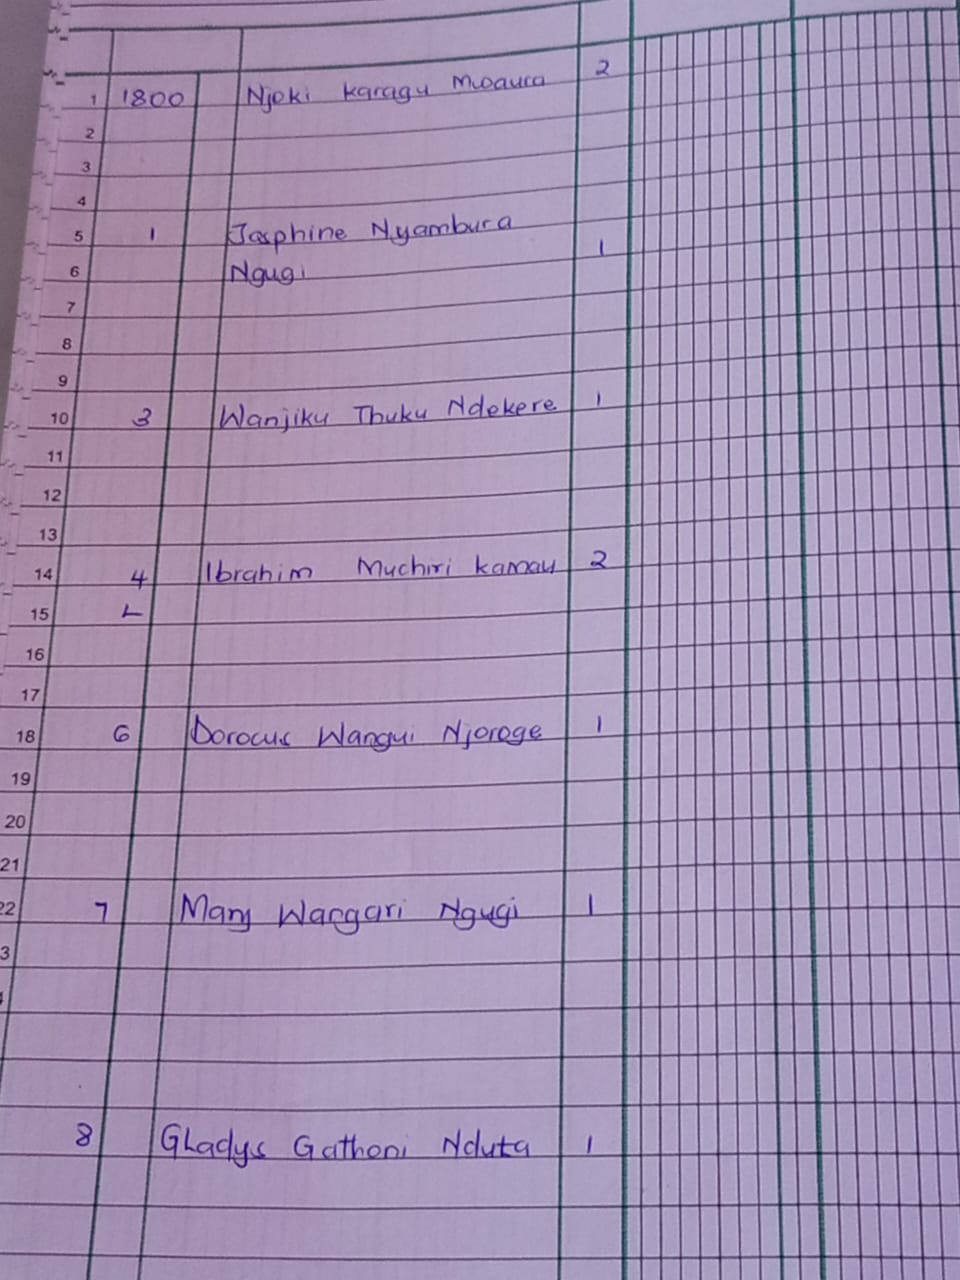 1 1800 Njoki Karagu Mwaura 2
2
3
4
5 1 Josphine Nyambura
6 Ngugi 1
7
8
9
10 3 Wanjiku Thuku Ndekere 1
11
12
13
14 4 Ibrahim Muchiri Kamau 2
15
16
17
18 6 Dorocus Wangui Njoroge 1
19
20
21
22 7 Mary Wangari Ngugi 1
3
8 Gladys Gathoni Nduta 1